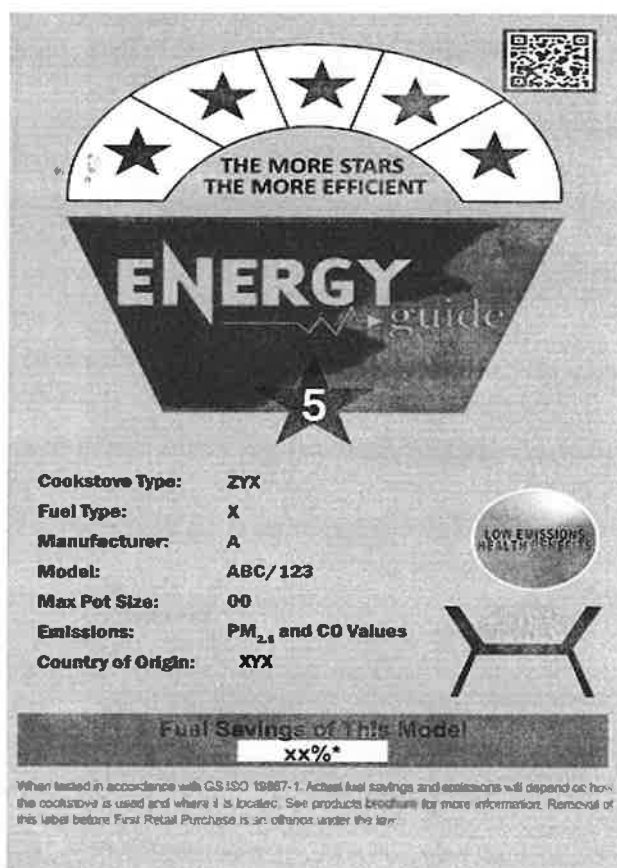 THE MORE STARS
THE MORE EFFICIENT
ENERGY
guide
5
Cookstove Type: ZYX
Fuel Type: X
Manufacturer: A
Model: ABC/123
Max Pot Size: 00
Emissions: PM2.5 and CO Values
Country of Origin: XYX
LOW EMISSIONS
HEALTH BENEFITS
Fuel Savings of This Model
xx%*
When tested in accordance with GS ISO 19867-1. Actual fuel savings and emissions will depend on how
the cookstove is used and where it is located. See products brochure for more information. Removal of
this label before First Retail Purchase is an offence under the law.